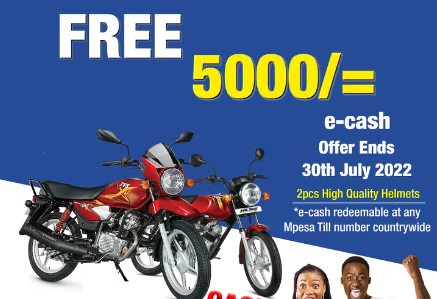 FREE
5000/=
e-cash
Offer Ends
30th July 2022
2pcs High Quality Helmets
*e-cash redeemable at any
Mpesa Till number countrywide